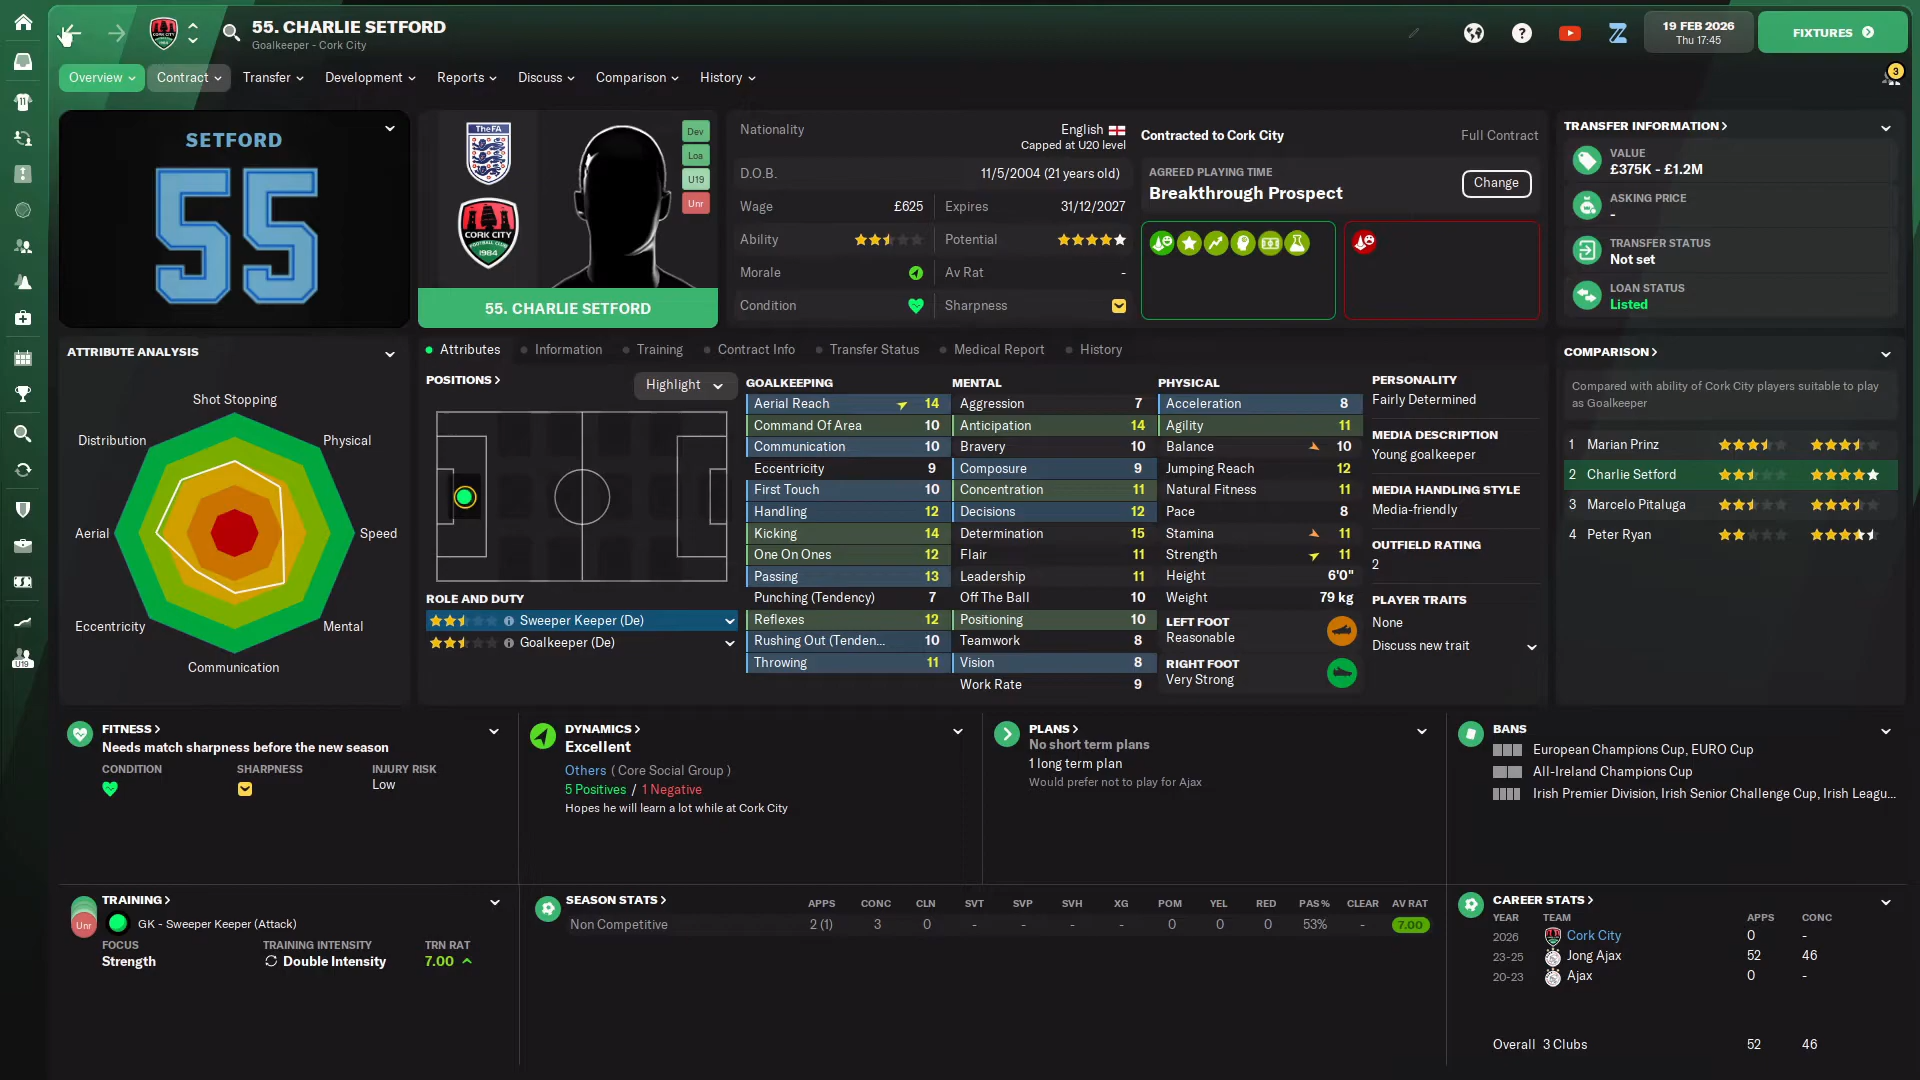 55. CHARLIE SETFORD
Goalkeeper - Cork City
19 FEB 2026
Thu 17:45
FIXTURES
Overview
Contract
Transfer
Development
Reports
Discuss
Comparison
History
3
SETFORD
55
The FA
CORK CITY
FOOTBALL CLUB
1984
Dev
Loa
U19
Unr
55. CHARLIE SETFORD
Nationality English
Capped at U20 level
D.O.B. 11/5/2004 (21 years old)
Wage £625 Expires 31/12/2027
Ability Potential
Morale Av Rat -
Condition Sharpness
Contracted to Cork City Full Contract
AGREED PLAYING TIME
Breakthrough Prospect
Change
TRANSFER INFORMATION
VALUE
£375K - £1.2M
ASKING PRICE
-
TRANSFER STATUS
Not set
LOAN STATUS
Listed
ATTRIBUTE ANALYSIS
Shot Stopping
Physical
Speed
Mental
Communication
Eccentricity
Aerial
Distribution
Attributes
Information
Training
Contract Info
Transfer Status
Medical Report
History
POSITIONS
Highlight
ROLE AND DUTY
Sweeper Keeper (De)
Goalkeeper (De)
GOALKEEPING
Aerial Reach 14
Command Of Area 10
Communication 10
Eccentricity 9
First Touch 10
Handling 12
Kicking 14
One On Ones 12
Passing 13
Punching (Tendency) 7
Reflexes 12
Rushing Out (Tenden... 10
Throwing 11
MENTAL
Aggression 7
Anticipation 14
Bravery 10
Composure 9
Concentration 11
Decisions 12
Determination 15
Flair 11
Leadership 11
Off The Ball 10
Positioning 10
Teamwork 8
Vision 8
Work Rate 9
PHYSICAL
Acceleration 8
Agility 11
Balance 10
Jumping Reach 12
Natural Fitness 11
Pace 8
Stamina 11
Strength 11
Height 6'0"
Weight 79 kg
LEFT FOOT
Reasonable
RIGHT FOOT
Very Strong
PERSONALITY
Fairly Determined
MEDIA DESCRIPTION
Young goalkeeper
MEDIA HANDLING STYLE
Media-friendly
OUTFIELD RATING
2
PLAYER TRAITS
None
Discuss new trait
COMPARISON
Compared with ability of Cork City players suitable to play
as Goalkeeper
1 Marian Prinz
2 Charlie Setford
3 Marcelo Pitaluga
4 Peter Ryan
FITNESS
Needs match sharpness before the new season
CONDITION SHARPNESS INJURY RISK
Low
DYNAMICS
Excellent
Others ( Core Social Group )
5 Positives / 1 Negative
Hopes he will learn a lot while at Cork City
PLANS
No short term plans
1 long term plan
Would prefer not to play for Ajax
BANS
European Champions Cup, EURO Cup
All-Ireland Champions Cup
Irish Premier Division, Irish Senior Challenge Cup, Irish Leagu...
TRAINING
Unr
GK - Sweeper Keeper (Attack)
FOCUS TRAINING INTENSITY TRN RAT
Strength Double Intensity 7.00
SEASON STATS APPS CONC CLN SVT SVP SVH XG POM YEL RED PAS % CLEAR AV RAT
Non Competitive 2 (1) 3 0 - - - - 0 0 0 53% - 7.00
CAREER STATS
YEAR TEAM APPS CONC
2026 Cork City 0 -
23-25 Jong Ajax 52 46
20-23 Ajax 0 -
Overall 3 Clubs 52 46
U19